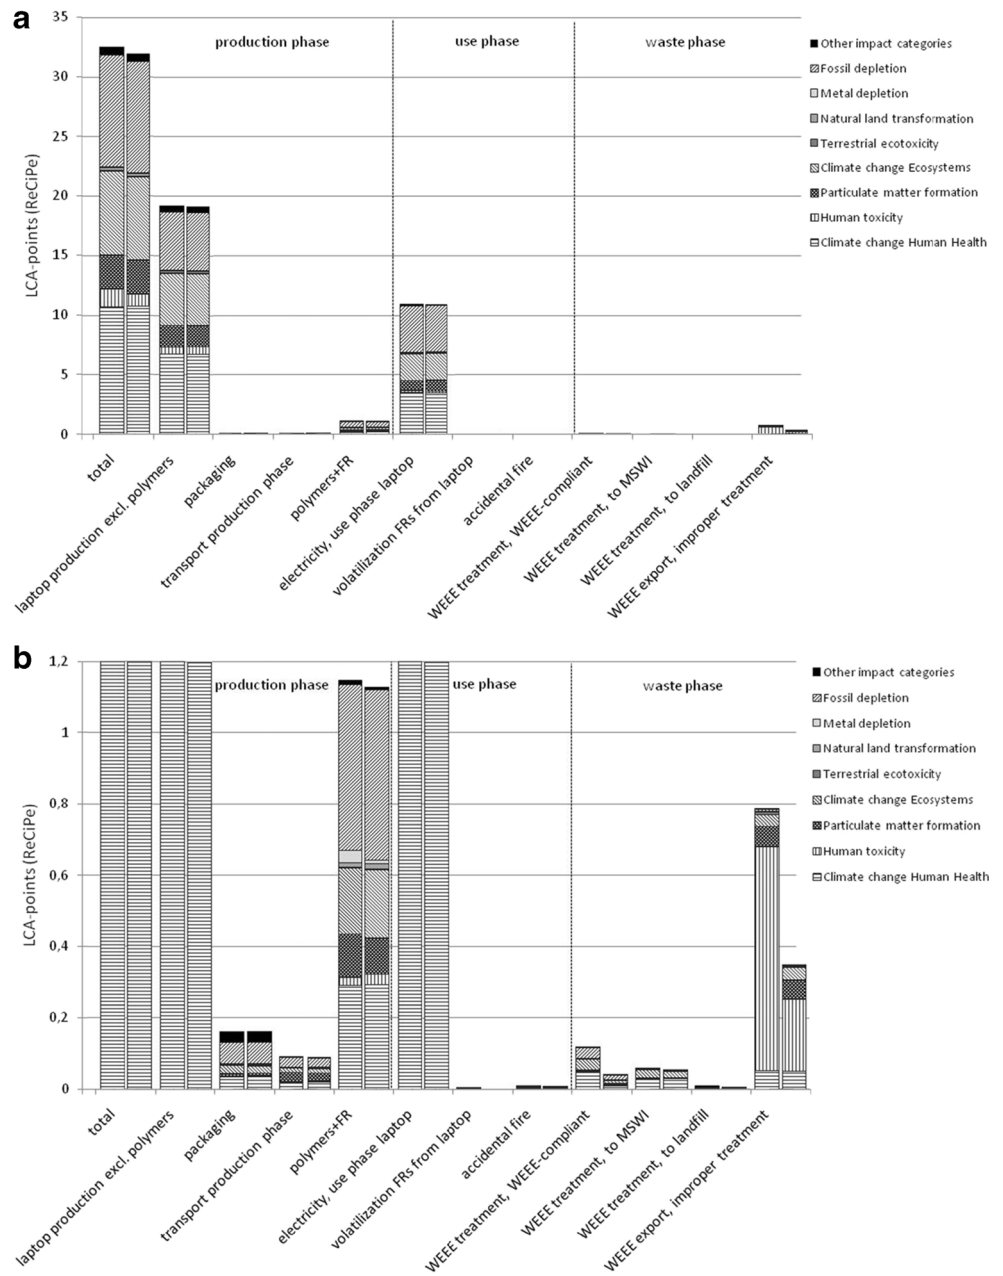 a
35
30
25
20
15
10
5
0
LCA-points (ReCiPe)
production phase
use phase
waste phase
Other impact categories
Fossil depletion
Metal depletion
Natural land transformation
Terrestrial ecotoxicity
Climate change Ecosystems
Particulate matter formation
Human toxicity
Climate change Human Health
total
laptop production excl. polymers
packaging
transport production phase
polymers+FR
electricity, use phase laptop
volatilization FRs from laptop
accidental fire
WEEE treatment, WEEE-compliant
WEEE treatment, to MSWI
WEEE treatment, to landfill
WEEE export, improper treatment
b
1,2
1
0,8
0,6
0,4
0,2
0
LCA-points (ReCiPe)
production phase
use phase
waste phase
Other impact categories
Fossil depletion
Metal depletion
Natural land transformation
Terrestrial ecotoxicity
Climate change Ecosystems
Particulate matter formation
Human toxicity
Climate change Human Health
total
laptop production excl. polymers
packaging
transport production phase
polymers+FR
electricity, use phase laptop
volatilization FRs from laptop
accidental fire
WEEE treatment, WEEE-compliant
WEEE treatment, to MSWI
WEEE treatment, to landfill
WEEE export, improper treatment